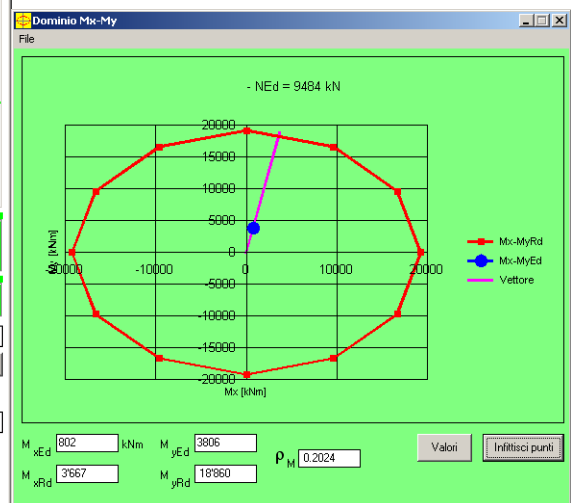 Dominio Mx-My
File
- NEd = 9484 kN
20000
15000
10000
5000
0
-5000
-10000
-15000
-20000
-20000 -10000 0 10000 20000
[kNm]
Mx [kNm]
Mx-MyRd
Mx-MyEd
Vettore
M xEd 802 kNm M yEd 3806
ρ M 0.2024
M xRd 3'667 M yRd 18'860
Valori
Infittisci punti